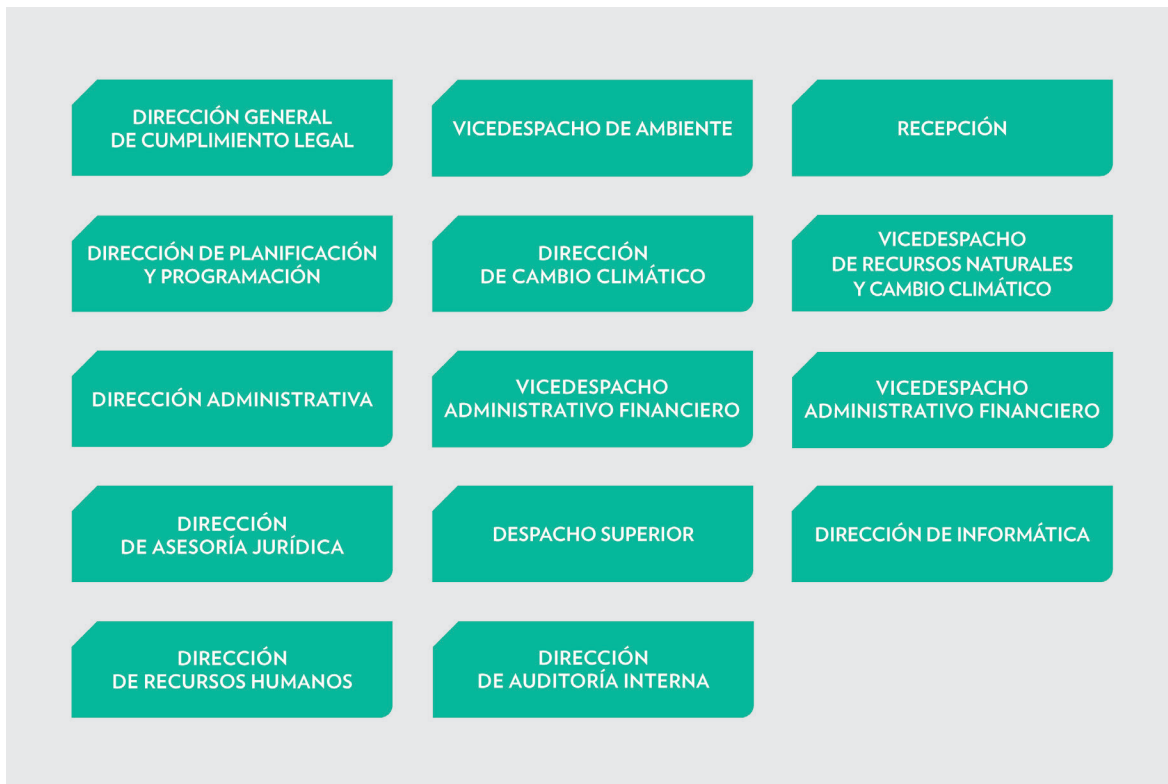 DIRECCIÓN GENERAL
DE CUMPLIMIENTO LEGAL
VICEDESPACHO DE AMBIENTE
RECEPCIÓN
DIRECCIÓN DE PLANIFICACIÓN
Y PROGRAMACIÓN
DIRECCIÓN
DE CAMBIO CLIMÁTICO
VICEDESPACHO
DE RECURSOS NATURALES
Y CAMBIO CLIMÁTICO
DIRECCIÓN ADMINISTRATIVA
VICEDESPACHO
ADMINISTRATIVO FINANCIERO
VICEDESPACHO
ADMINISTRATIVO FINANCIERO
DIRECCIÓN
DE ASESORÍA JURÍDICA
DESPACHO SUPERIOR
DIRECCIÓN DE INFORMÁTICA
DIRECCIÓN
DE RECURSOS HUMANOS
DIRECCIÓN
DE AUDITORÍA INTERNA